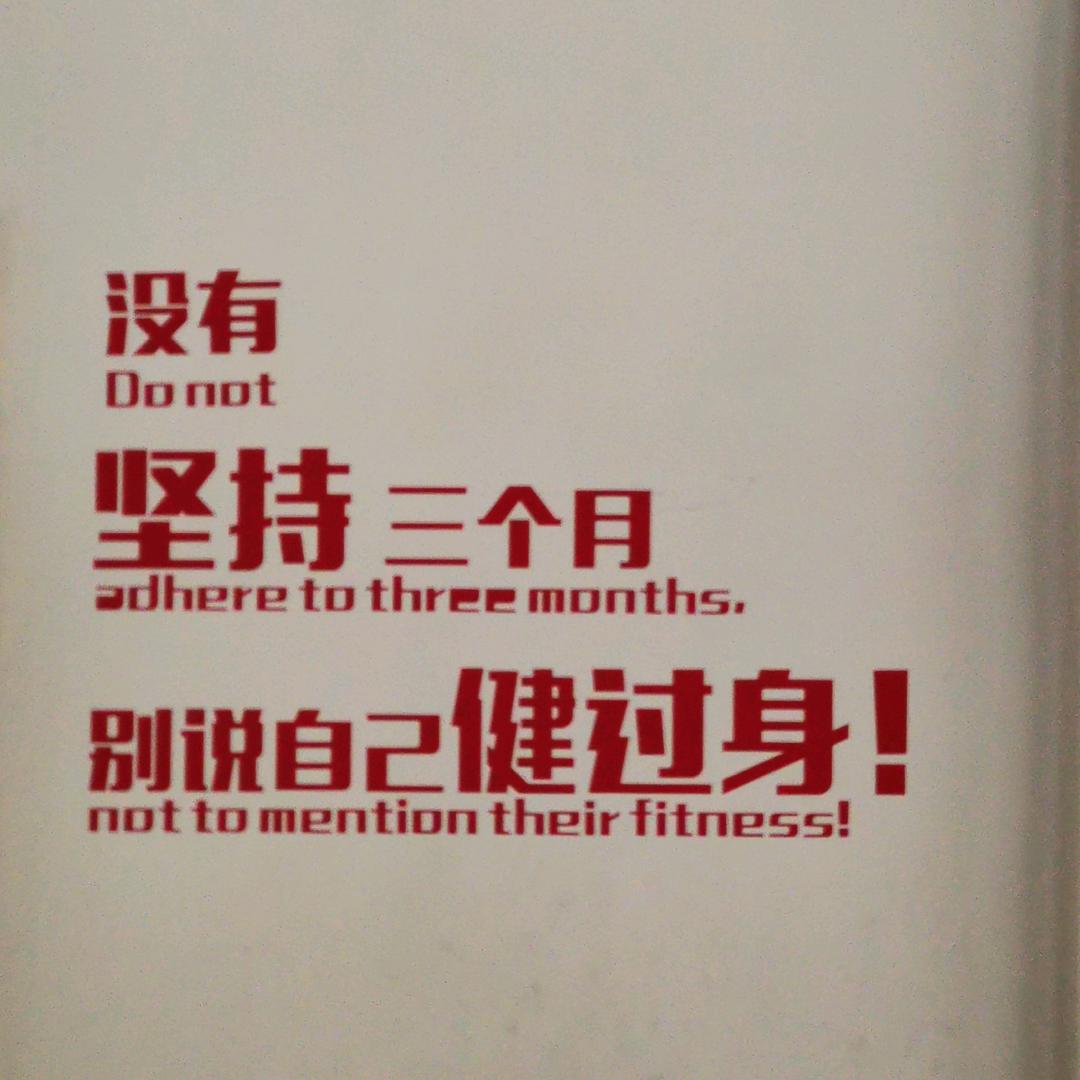 没有
Do not
坚持 三个月
adhere to three months,
别说自己健过身!
not to mention their fitness!